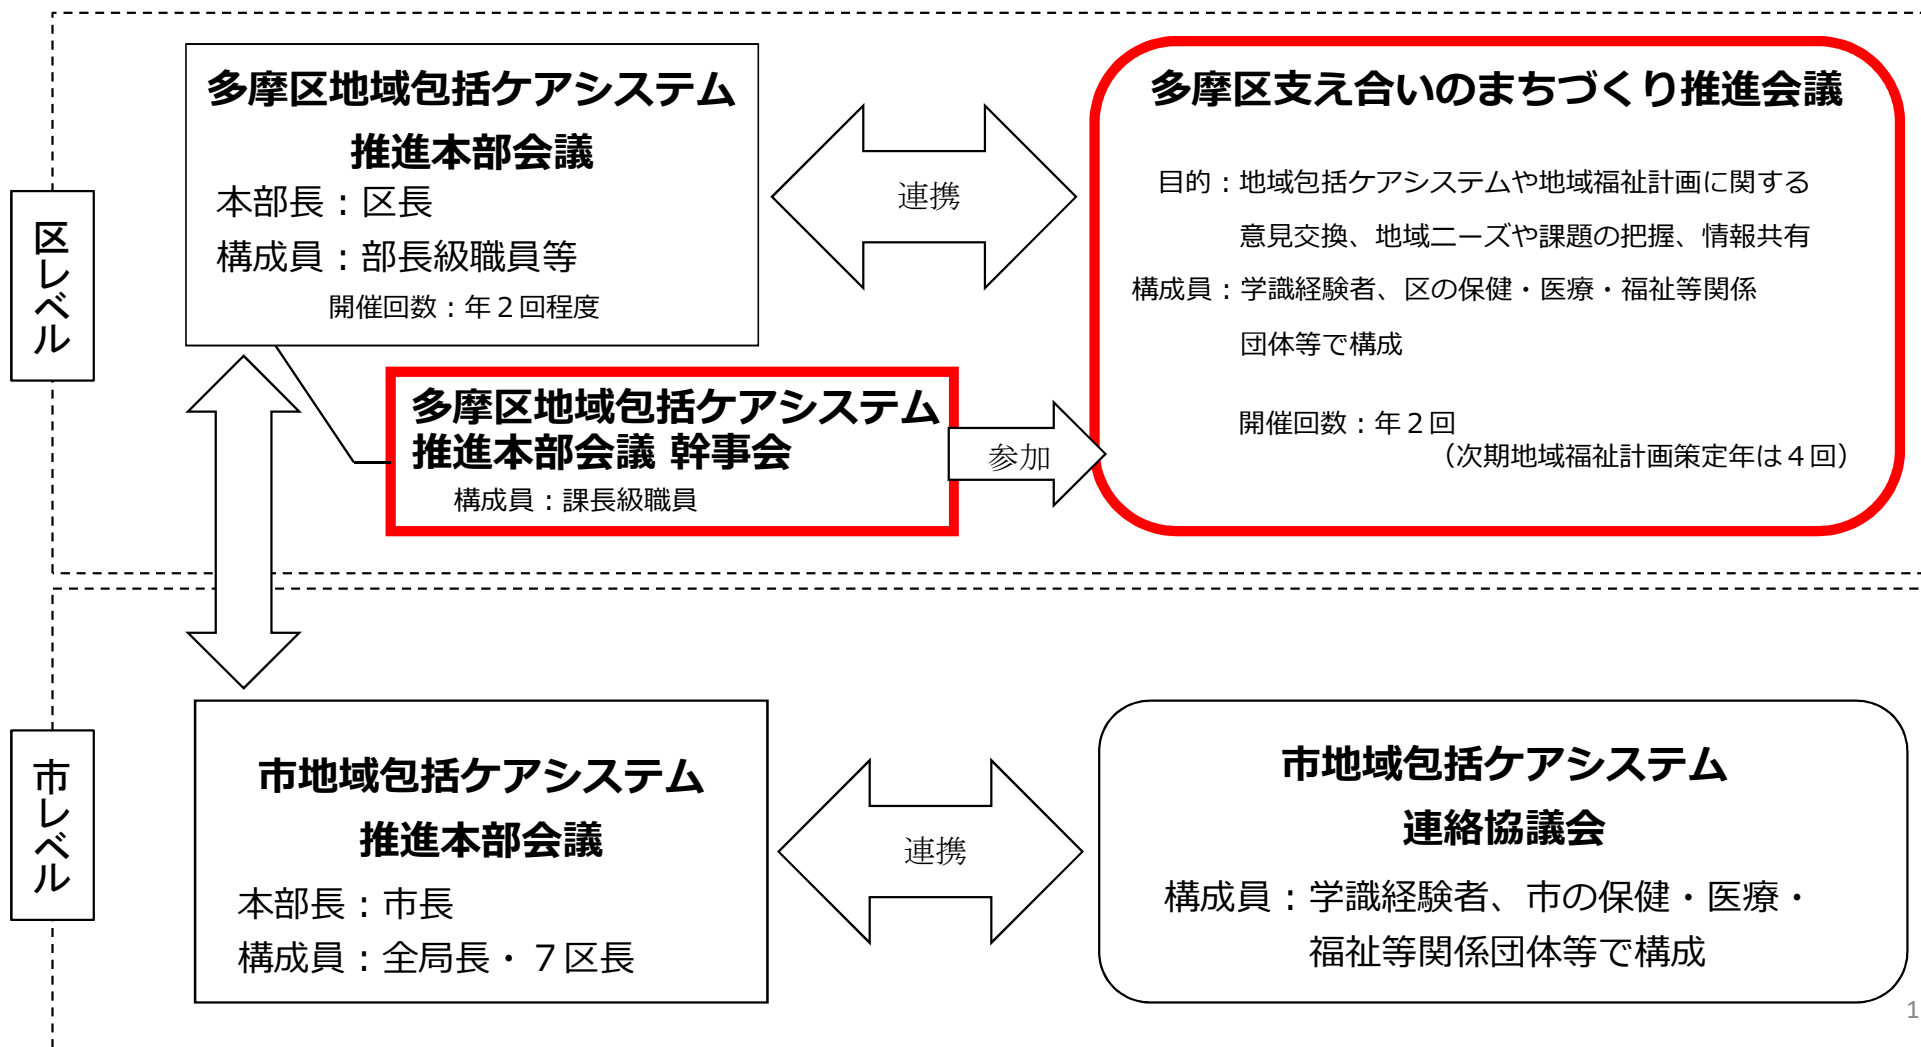 区レベル
多摩区地域包括ケアシステム
推進本部会議
本部長：区長
構成員：部長級職員等
開催回数：年２回程度
連携
多摩区支え合いのまちづくり推進会議
目的：地域包括ケアシステムや地域福祉計画に関する
意見交換、地域ニーズや課題の把握、情報共有
構成員：学識経験者、区の保健・医療・福祉等関係
団体等で構成
開催回数：年２回
（次期地域福祉計画策定年は４回）
多摩区地域包括ケアシステム
推進本部会議 幹事会
構成員：課長級職員
参加
市レベル
市地域包括ケアシステム
推進本部会議
本部長：市長
構成員：全局長・７区長
連携
市地域包括ケアシステム
連絡協議会
構成員：学識経験者、市の保健・医療・
福祉等関係団体等で構成
1